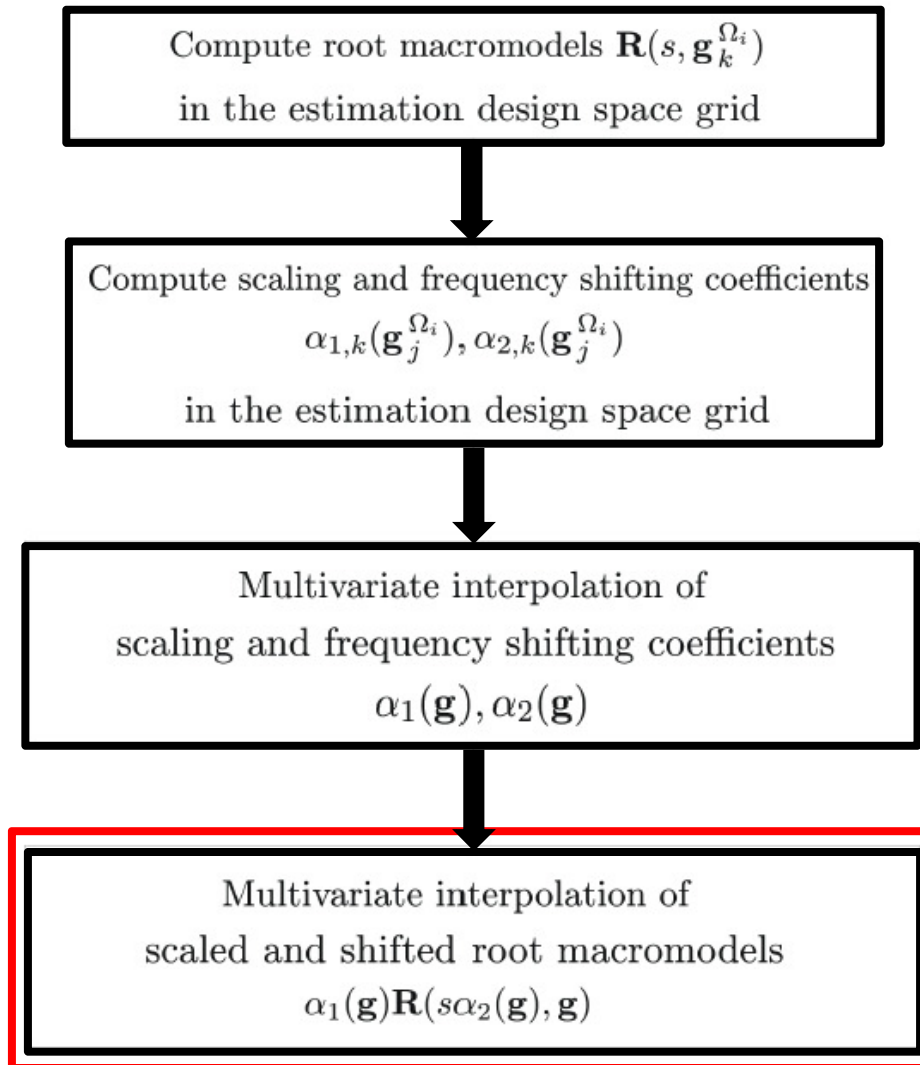 Compute root macromodels R(s, g_k^{Ω_i})
in the estimation design space grid
Compute scaling and frequency shifting coefficients
α_{1,k}(g_j^{Ω_i}), α_{2,k}(g_j^{Ω_i})
in the estimation design space grid
Multivariate interpolation of
scaling and frequency shifting coefficients
α_1(g), α_2(g)
Multivariate interpolation of
scaled and shifted root macromodels
α_1(g)R(sα_2(g), g)